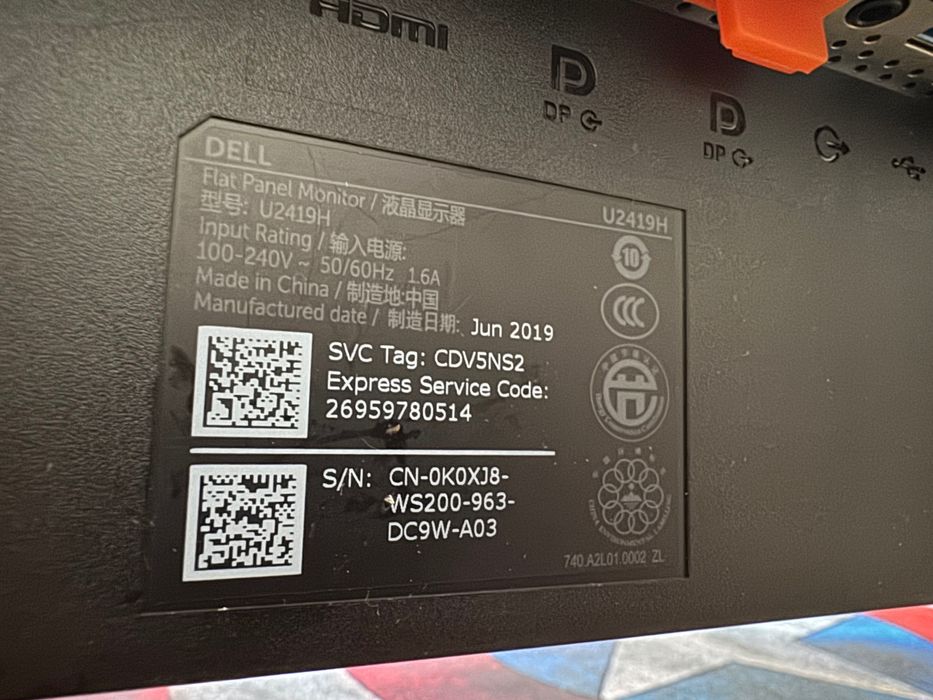 HDMI
DP
DP
DELL
Flat Panel Monitor / 液晶显示器
U2419H
型号: U2419H
Input Rating / 输入电源:
100-240V ~ 50/60Hz 1.6A
Made in China / 制造地:中国
Manufactured date / 制造日期: Jun 2019
10
SVC Tag: CDV5NS2
Express Service Code:
26959780514
S/N: CN-0K0XJ8-
WS200-963-
DC9W-A03
740.A2L01.0002 ZL